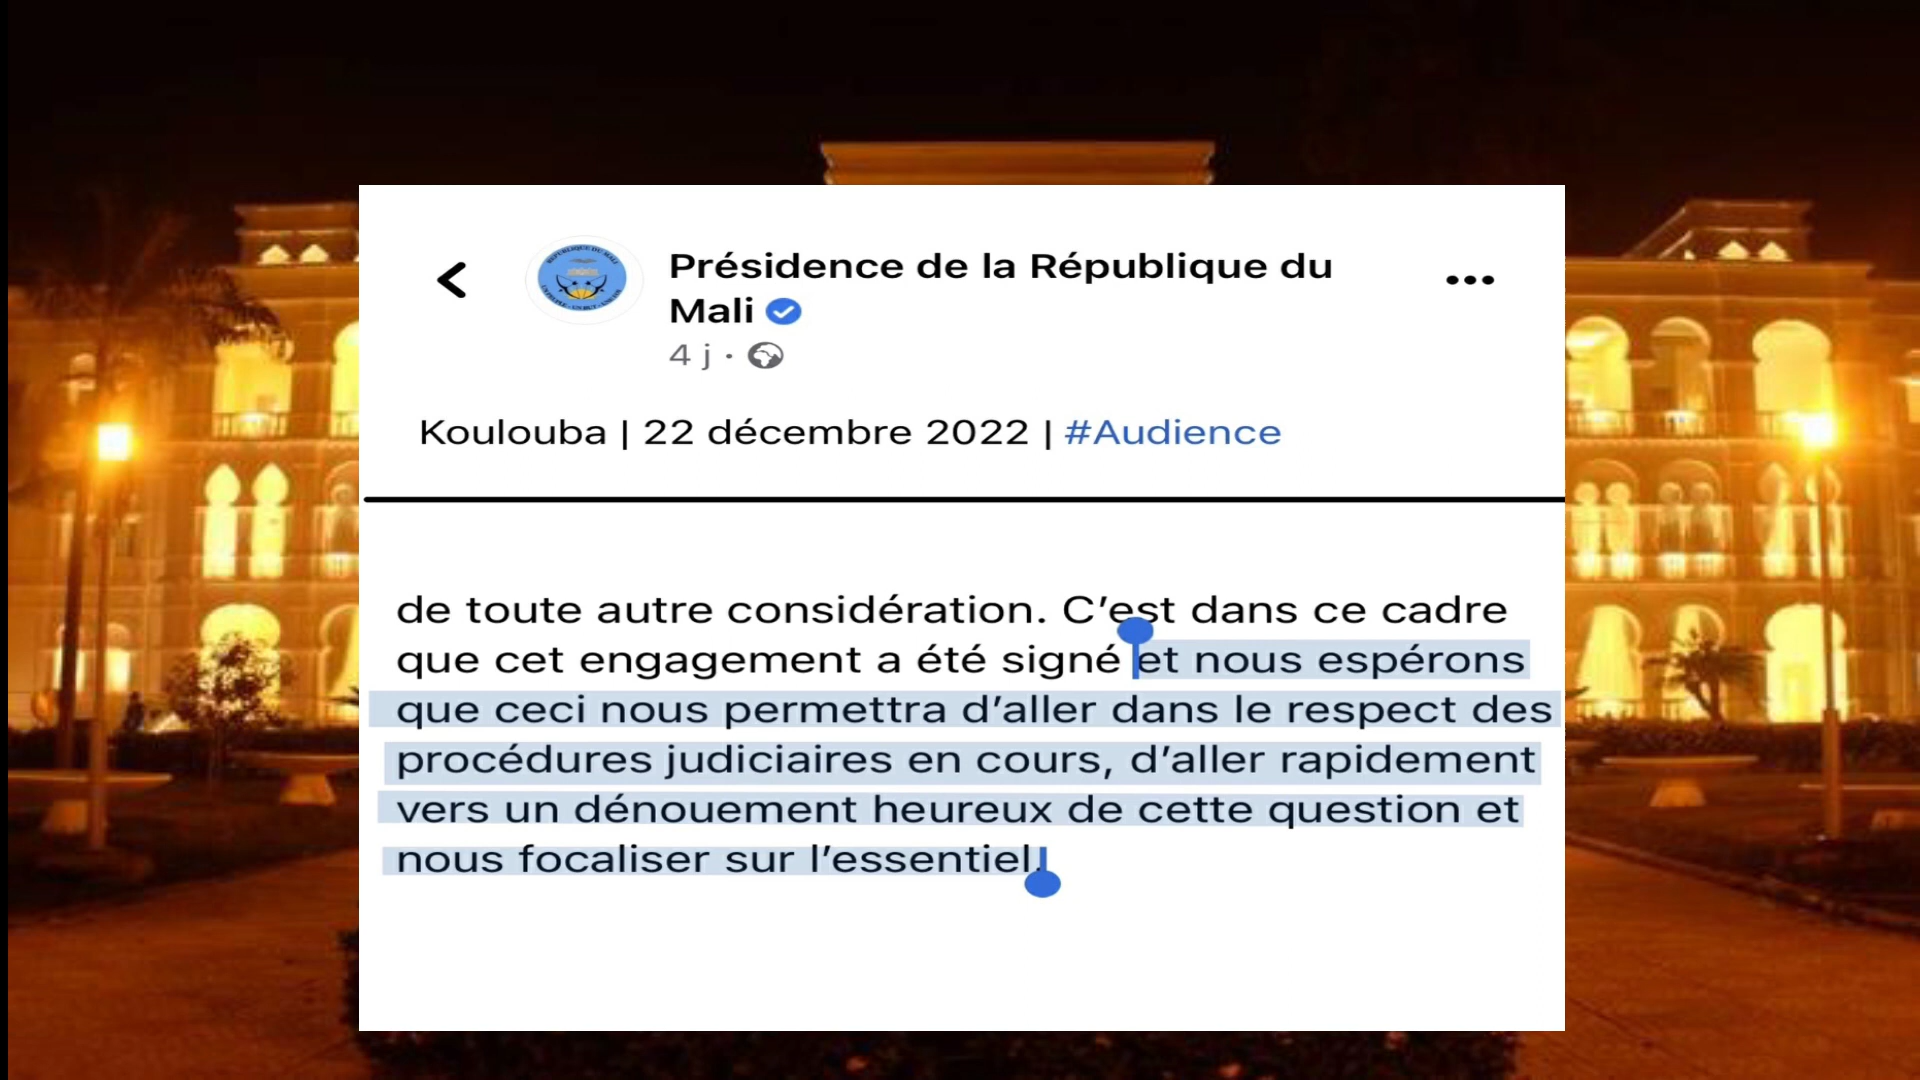 Présidence de la République du
Mali
4 j ·
Koulouba | 22 décembre 2022 | #Audience
de toute autre considération. C’est dans ce cadre
que cet engagement a été signé et nous espérons
que ceci nous permettra d’aller dans le respect des
procédures judiciaires en cours, d’aller rapidement
vers un dénouement heureux de cette question et
nous focaliser sur l’essentiel.